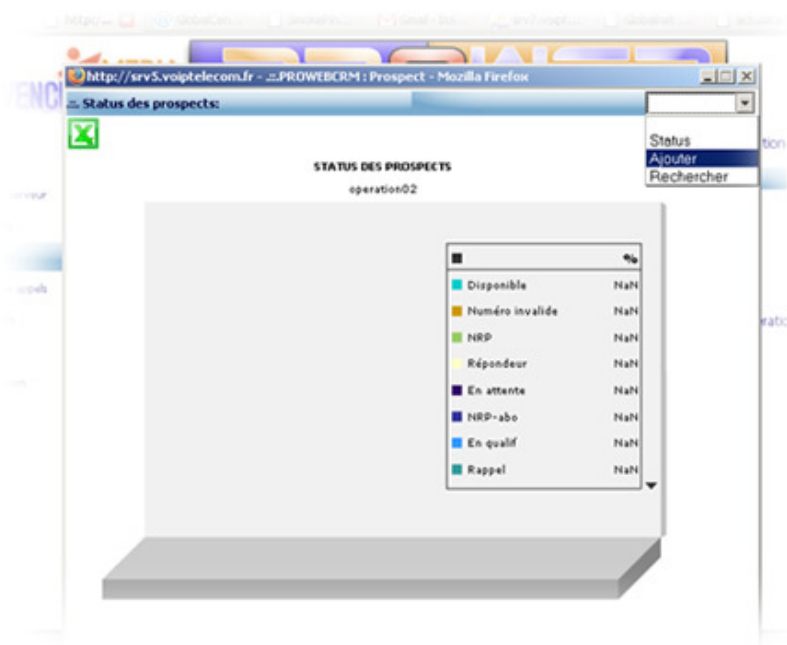 http://srv5.voiptelecom.fr - .::.PROWEBCRM : Prospect - Mozilla Firefox
.::. Status des prospects:
Status
Ajouter
Rechercher
STATUS DES PROSPECTS
operation02
%
Disponible NaN
Numéro invalide NaN
NRP NaN
Répondeur NaN
En attente NaN
NRP-abo NaN
En qualif NaN
Rappel NaN
appels